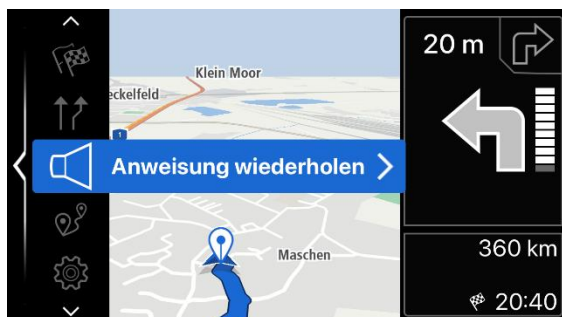 Klein Moor
eckelfeld
1
Anweisung wiederholen
Maschen
20 m
360 km
20:40